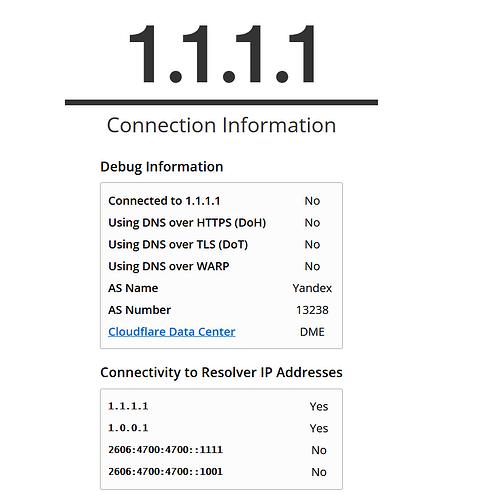 1.1.1.1
Connection Information
Debug Information
Connected to 1.1.1.1 No
Using DNS over HTTPS (DoH) No
Using DNS over TLS (DoT) No
Using DNS over WARP No
AS Name Yandex
AS Number 13238
Cloudflare Data Center DME
Connectivity to Resolver IP Addresses
1.1.1.1 Yes
1.0.0.1 Yes
2606:4700:4700::1111 No
2606:4700:4700::1001 No